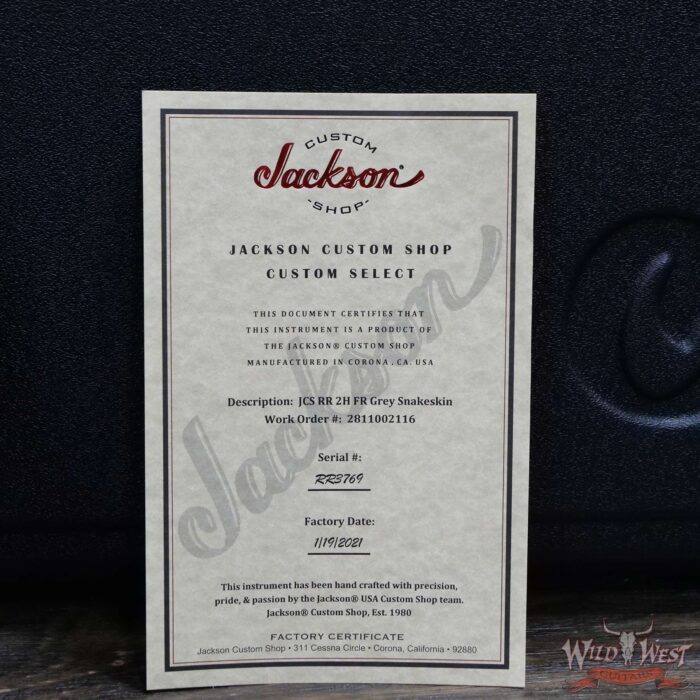 CUSTOM
Jackson®
-SHOP-
JACKSON CUSTOM SHOP
CUSTOM SELECT
THIS DOCUMENT CERTIFIES THAT
THIS INSTRUMENT IS A PRODUCT OF
THE JACKSON® CUSTOM SHOP
MANUFACTURED IN CORONA, CA. USA
Jackson
Description: JCS RR 2H FR Grey Snakeskin
Work Order #: 2811002116
Serial #:
RR3769
Factory Date:
1/19/2021
This instrument has been hand crafted with precision,
pride, & passion by the Jackson® USA Custom Shop team.
Jackson® Custom Shop, Est. 1980
FACTORY CERTIFICATE
Jackson Custom Shop • 311 Cessna Circle • Corona, California • 92880
WILD WEST
GUITARS